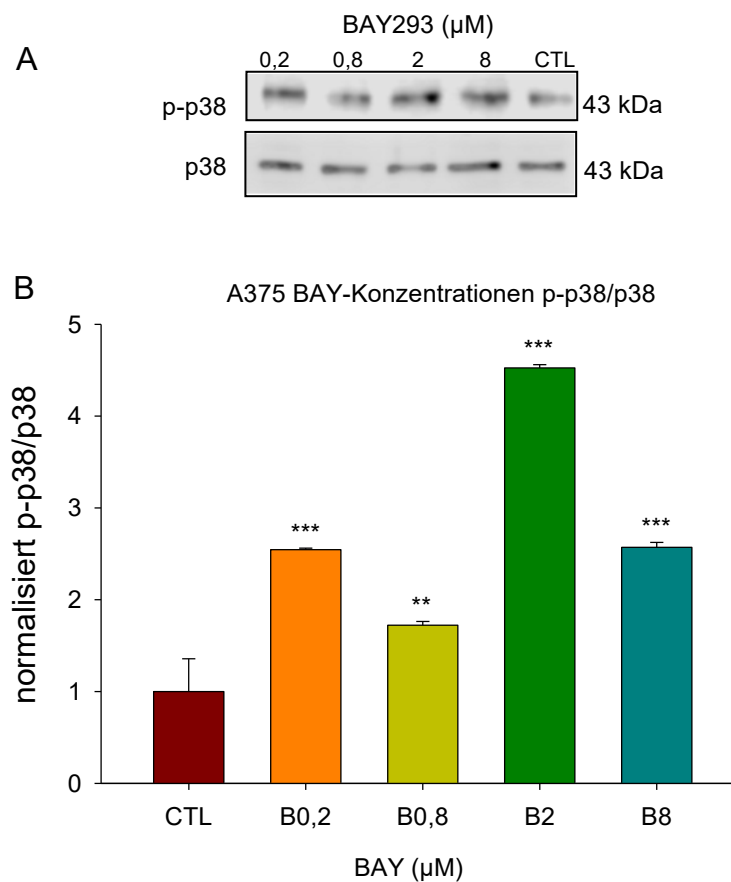 A
BAY293 (µM)
0,2 0,8 2 8 CTL
p-p38 43 kDa
p38 43 kDa
B
A375 BAY-Konzentrationen p-p38/p38
normalisiert p-p38/p38
5
4
3
2
1
0
***
**
***
***
CTL B0,2 B0,8 B2 B8
BAY (µM)